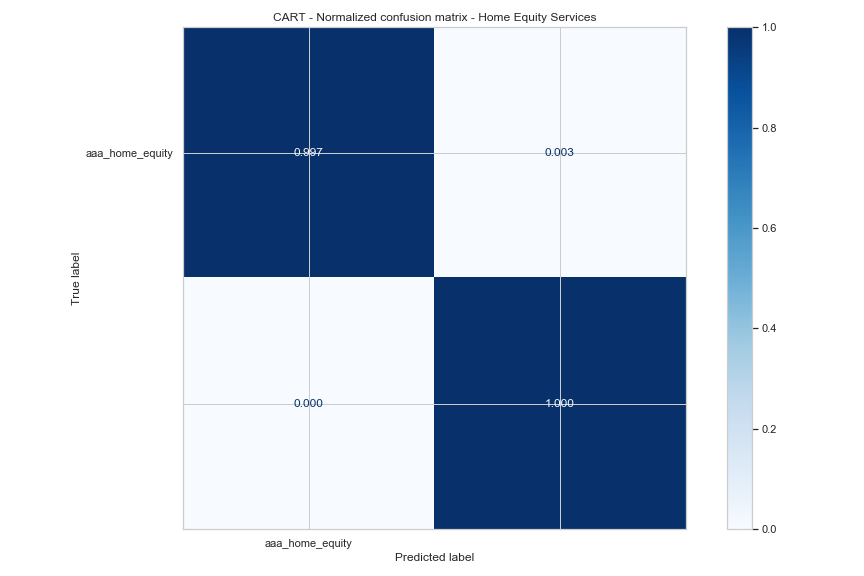 CART - Normalized confusion matrix - Home Equity Services
1.0
0.997
0.003
aaa_home_equity
0.8
0.6
True label
0.4
0.000
1.000
0.2
0.0
aaa_home_equity
Predicted label